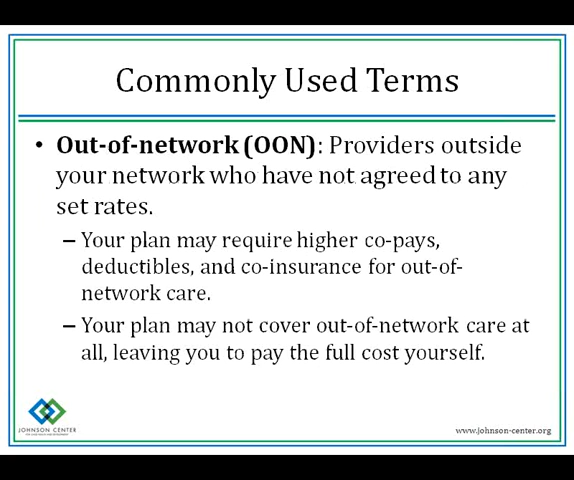 Commonly Used Terms
• Out-of-network (OON): Providers outside
your network who have not agreed to any
set rates.
– Your plan may require higher co-pays,
deductibles, and co-insurance for out-of-
network care.
– Your plan may not cover out-of-network care at
all, leaving you to pay the full cost yourself.
JOHNSON CENTER
www.johnson-center.org